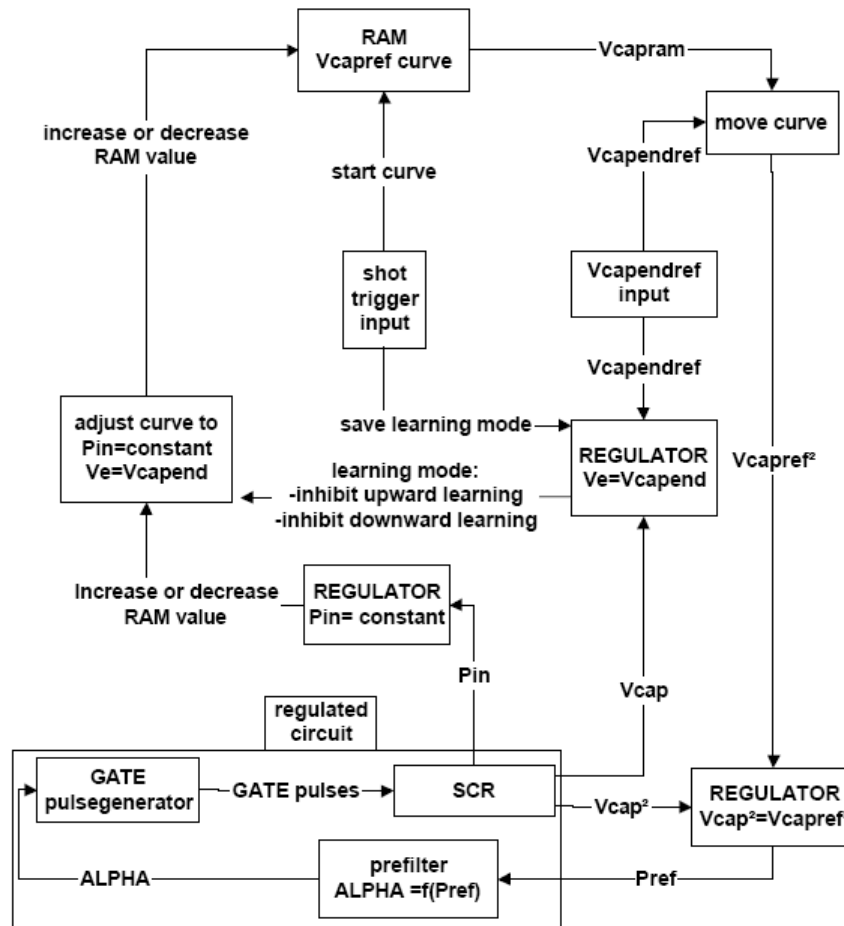 RAM
Vcapref curve
Vcapram
move curve
increase or decrease
RAM value
Vcapendref
start curve
shot
trigger
input
Vcapendref
input
Vcapendref
adjust curve to
Pin=constant
Ve=Vcapend
save learning mode
REGULATOR
Ve=Vcapend
Vcapref²
learning mode:
-inhibit upward learning
-inhibit downward learning
Increase or decrease
RAM value
REGULATOR
Pin= constant
Pin
Vcap
regulated
circuit
GATE
pulsegenerator
GATE pulses
SCR
Vcap²
REGULATOR
Vcap²=Vcapref²
ALPHA
prefilter
ALPHA =f(Pref)
Pref